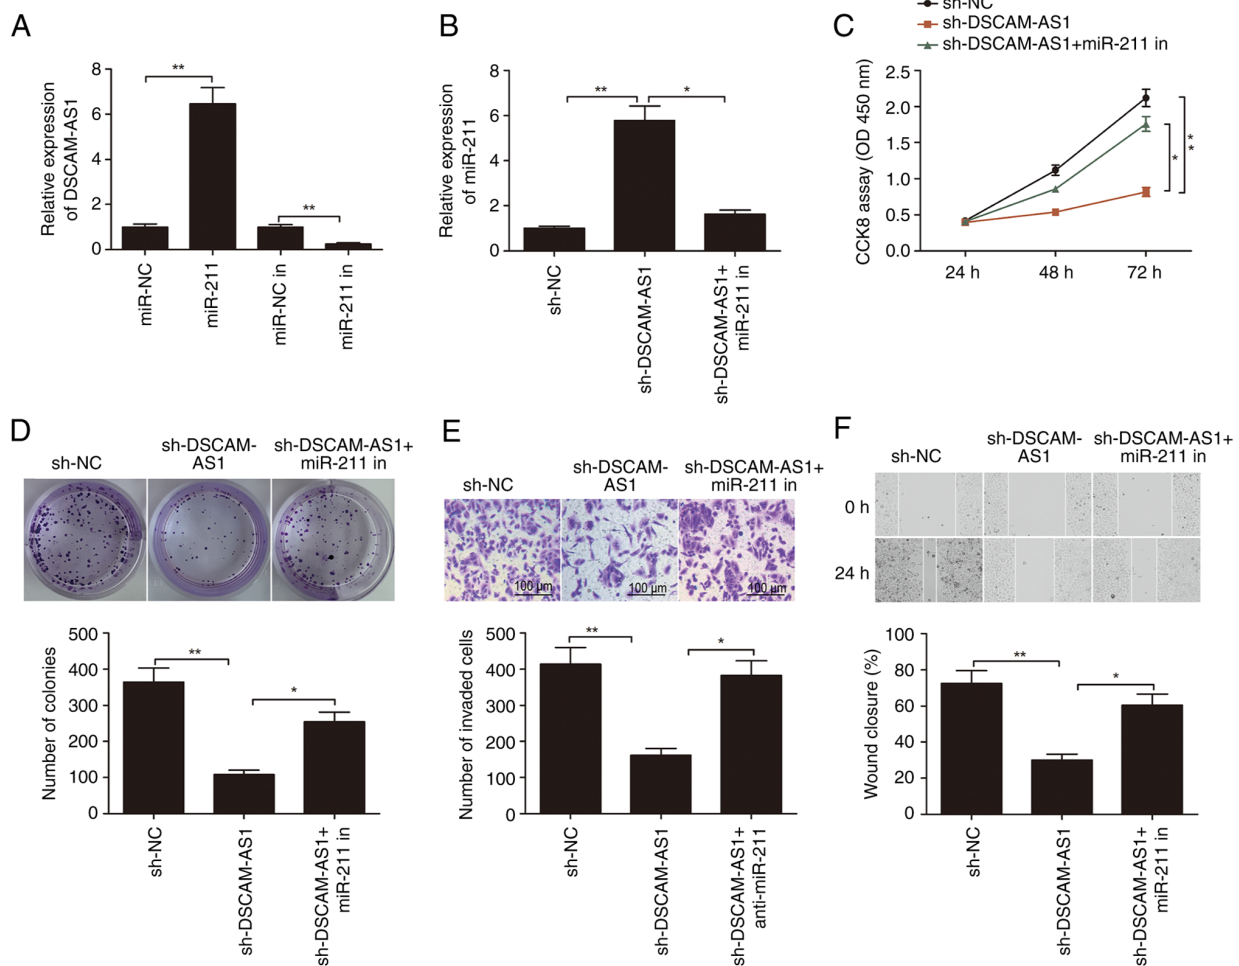 A
Relative expression
of DSCAM-AS1
8
6
4
2
0
**
**
miR-NC
miR-211
miR-NC in
miR-211 in
B
Relative expression
of miR-211
8
6
4
2
0
**
*
sh-NC
sh-DSCAM-AS1
sh-DSCAM-AS1+
miR-211 in
C
sh-NC
sh-DSCAM-AS1
sh-DSCAM-AS1+miR-211 in
CCK8 assay (OD 450 nm)
2.5
2.0
1.5
1.0
0.5
0.0
*
**
24 h
48 h
72 h
D
sh-NC
sh-DSCAM-
AS1
sh-DSCAM-AS1+
miR-211 in
Number of colonies
500
400
300
200
100
0
**
*
sh-NC
sh-DSCAM-AS1
sh-DSCAM-AS1+
miR-211 in
E
sh-NC
sh-DSCAM-
AS1
sh-DSCAM-AS1+
miR-211 in
100 µm
100 µm
100 µm
Number of invaded cells
500
400
300
200
100
0
**
*
sh-NC
sh-DSCAM-AS1
sh-DSCAM-AS1+
anti-miR-211
F
sh-NC
sh-DSCAM-
AS1
sh-DSCAM-AS1+
miR-211 in
0 h
24 h
Wound closure (%)
100
80
60
40
20
0
**
*
sh-NC
sh-DSCAM-AS1
sh-DSCAM-AS1+
miR-211 in